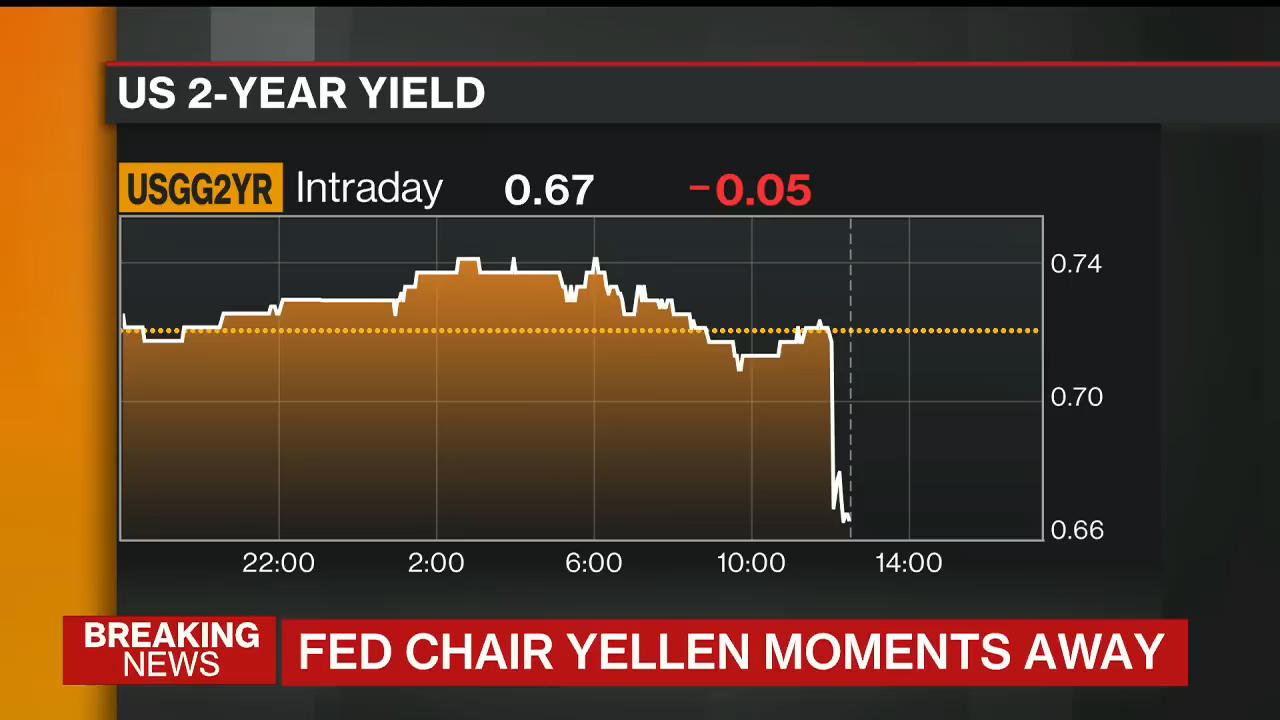 US 2-YEAR YIELD
USGG2YR Intraday 0.67 −0.05
0.74
0.70
0.66
22:00 2:00 6:00 10:00 14:00
BREAKING
NEWS
FED CHAIR YELLEN MOMENTS AWAY